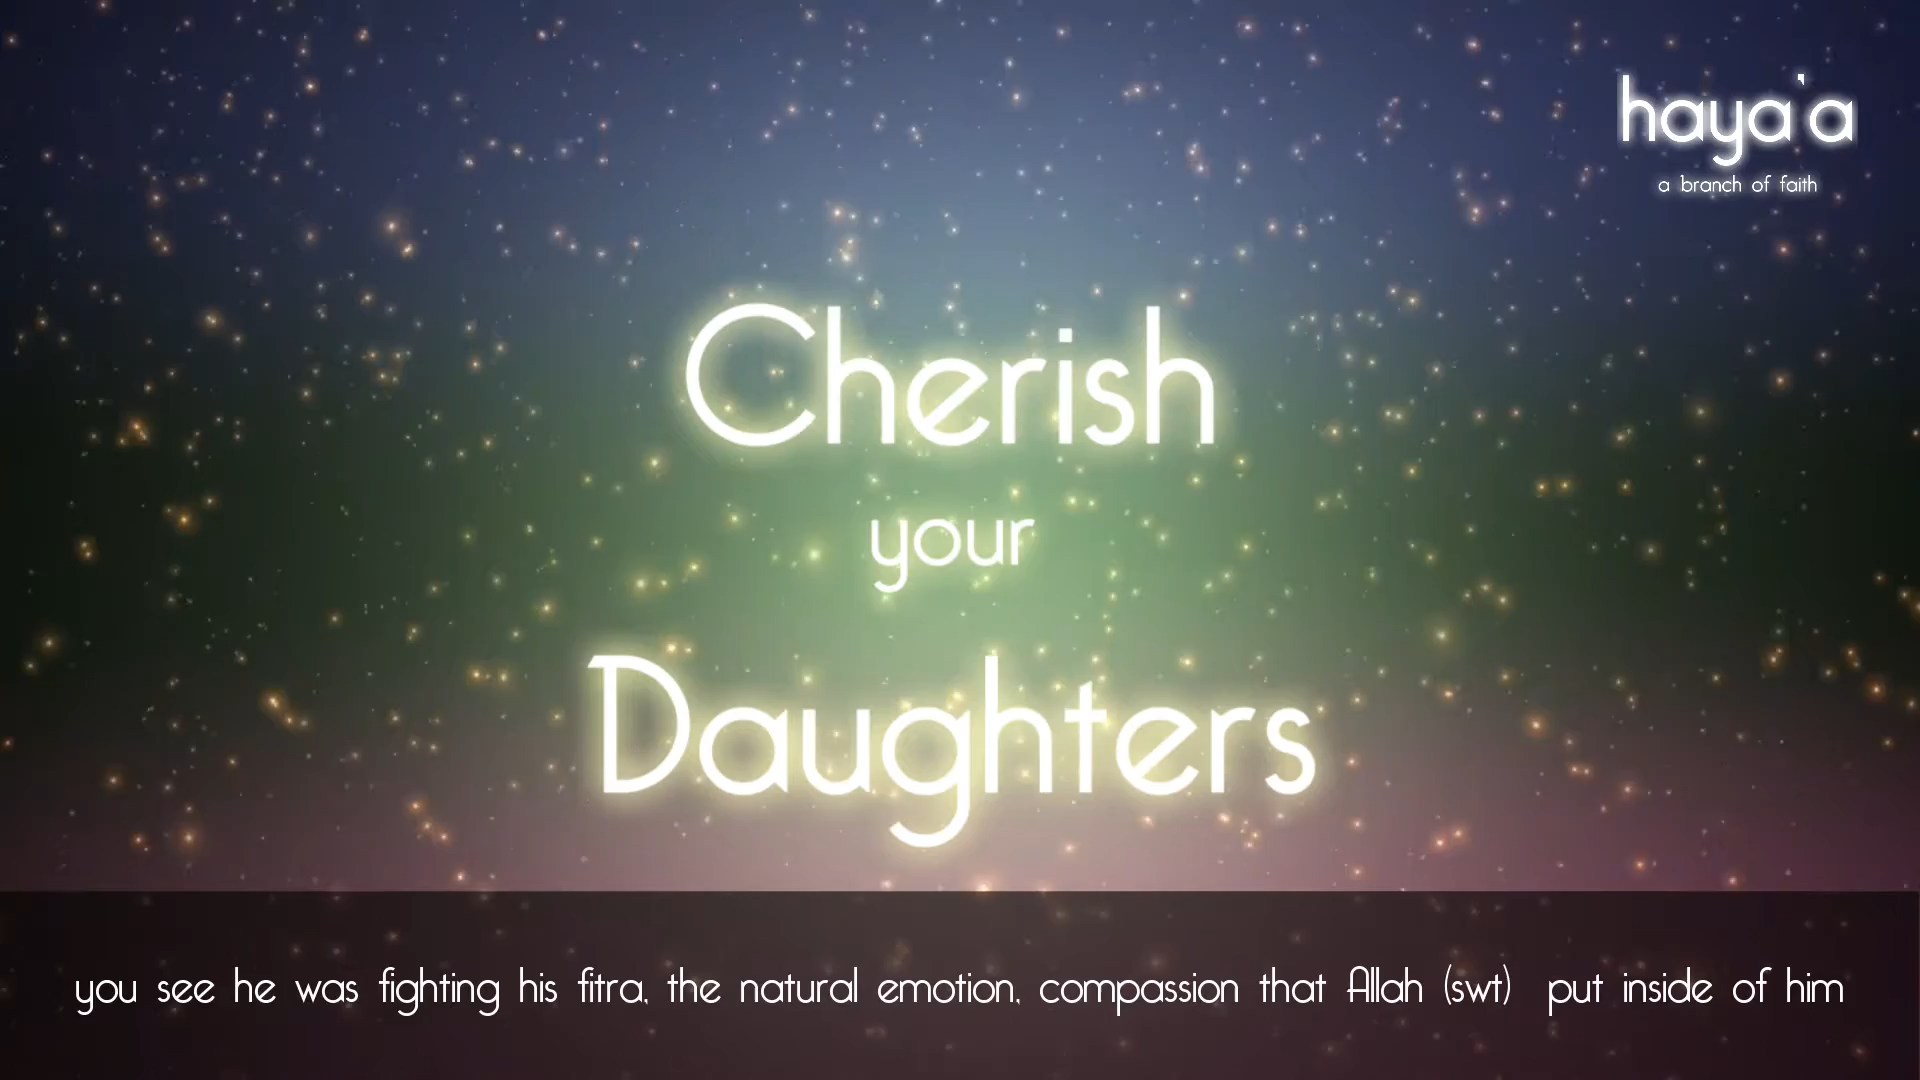 haya'a
a branch of faith
Cherish
your
Daughters
you see he was fighting his fitra, the natural emotion, compassion that Allah (swt) put inside of him